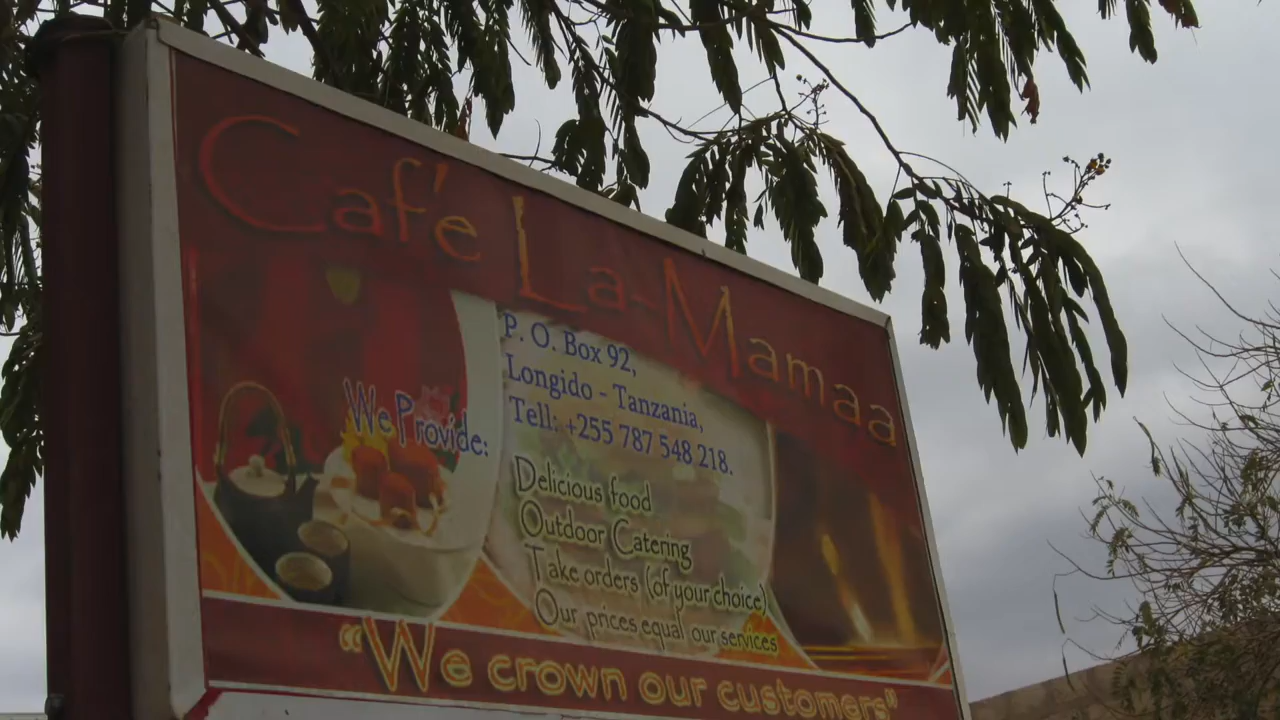 Café La-Mamaa
P. O. Box 92,
Longido - Tanzania,
Tell: +255 787 548 218.
We Provide:
Delicious food
Outdoor Catering
Take orders (of your choice)
Our prices equal our services
"We crown our customers"